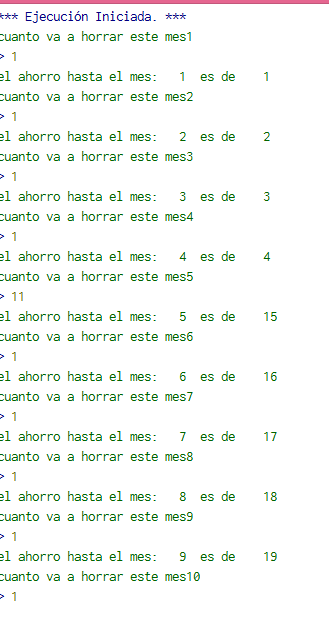 *** Ejecución Iniciada. ***
cuanto va a horrar este mes1
> 1
el ahorro hasta el mes:   1  es de    1
cuanto va a horrar este mes2
> 1
el ahorro hasta el mes:   2  es de    2
cuanto va a horrar este mes3
> 1
el ahorro hasta el mes:   3  es de    3
cuanto va a horrar este mes4
> 1
el ahorro hasta el mes:   4  es de    4
cuanto va a horrar este mes5
> 11
el ahorro hasta el mes:   5  es de    15
cuanto va a horrar este mes6
> 1
el ahorro hasta el mes:   6  es de    16
cuanto va a horrar este mes7
> 1
el ahorro hasta el mes:   7  es de    17
cuanto va a horrar este mes8
> 1
el ahorro hasta el mes:   8  es de    18
cuanto va a horrar este mes9
> 1
el ahorro hasta el mes:   9  es de    19
cuanto va a horrar este mes10
> 1